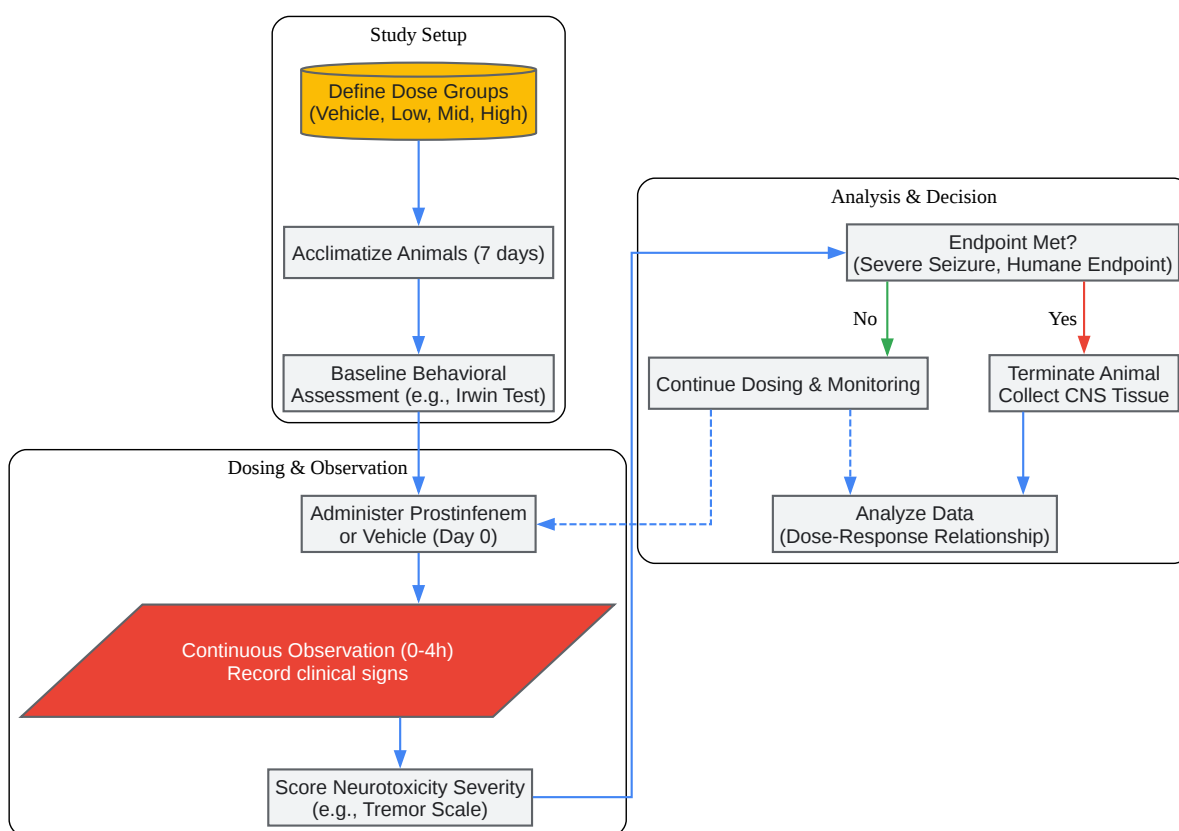 Study Setup
Define Dose Groups
(Vehicle, Low, Mid, High)
Acclimatize Animals (7 days)
Baseline Behavioral
Assessment (e.g., Irwin Test)
Dosing & Observation
Administer Prostinfenem
or Vehicle (Day 0)
Continuous Observation (0-4h)
Record clinical signs
Score Neurotoxicity Severity
(e.g., Tremor Scale)
Analysis & Decision
Endpoint Met?
(Severe Seizure, Humane Endpoint)
No
Yes
Continue Dosing & Monitoring
Terminate Animal
Collect CNS Tissue
Analyze Data
(Dose-Response Relationship)